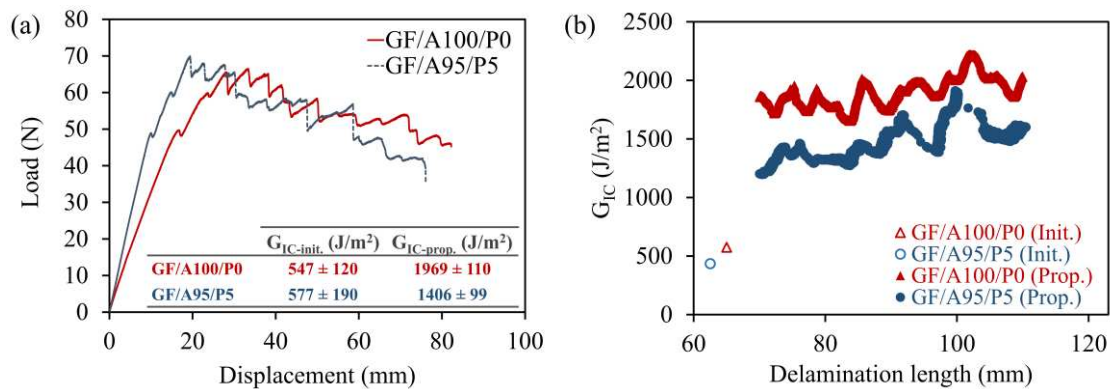 (a)
80
70
60
50
40
30
20
10
0
Load (N)
GF/A100/P0
GF/A95/P5
G_IC-init. (J/m²) G_IC-prop. (J/m²)
GF/A100/P0 547 ± 120 1969 ± 110
GF/A95/P5 577 ± 190 1406 ± 99
0 20 40 60 80 100
Displacement (mm)
(b)
2500
2000
1500
1000
500
0
G_IC (J/m²)
GF/A100/P0 (Init.)
GF/A95/P5 (Init.)
GF/A100/P0 (Prop.)
GF/A95/P5 (Prop.)
60 80 100 120
Delamination length (mm)